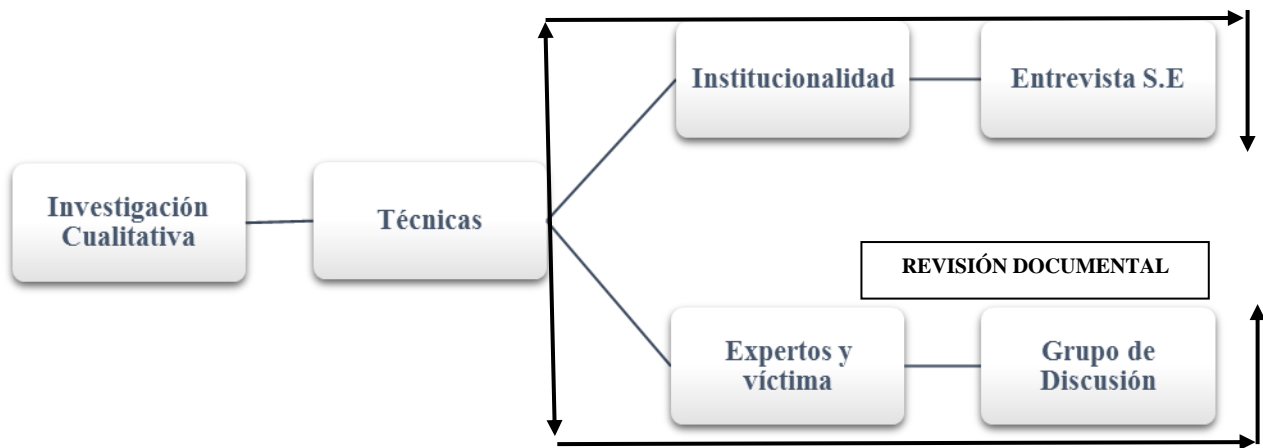 Institucionalidad
Entrevista S.E
Investigación
Cualitativa
Técnicas
REVISIÓN DOCUMENTAL
Expertos y
víctima
Grupo de
Discusión